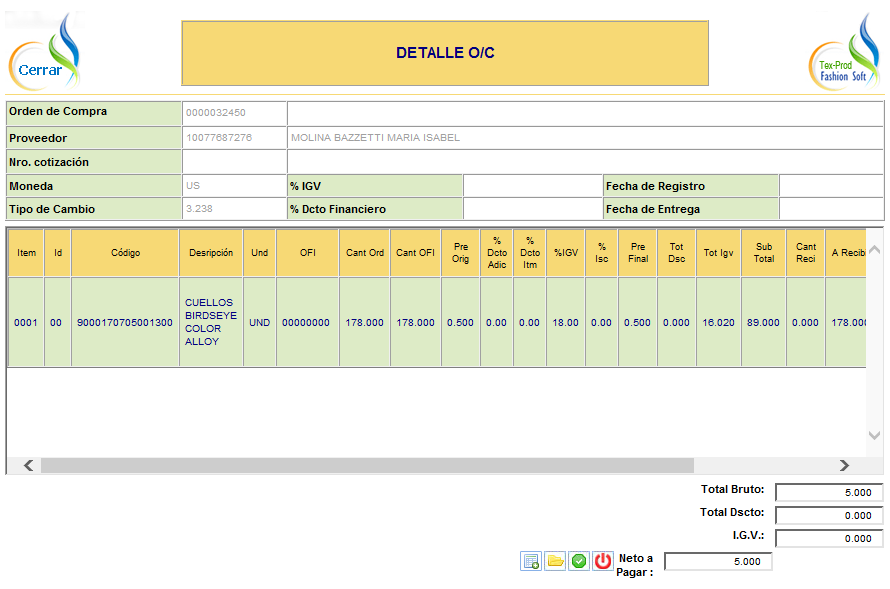 DETALLE O/C
Cerrar
Tex-Prod
Fashion Soft
Orden de Compra 0000032450
Proveedor 10077687276 MOLINA BAZZETTI MARIA ISABEL
Nro. cotización
Moneda US % IGV Fecha de Registro
Tipo de Cambio 3.238 % Dcto Financiero Fecha de Entrega
Item Id Código Desripción Und OFI Cant Ord Cant OFI Pre Orig % Dcto Adic % Dcto Itm %IGV % Isc Pre Final Tot Dsc Tot Igv Sub Total Cant Reci A Recib
0001 00 9000170705001300 CUELLOS BIRDSEYE COLOR ALLOY UND 00000000 178.000 178.000 0.500 0.00 0.00 18.00 0.00 0.500 0.000 16.020 89.000 0.000 178.000
Total Bruto: 5.000
Total Dscto: 0.000
I.G.V.: 0.000
Neto a Pagar : 5.000